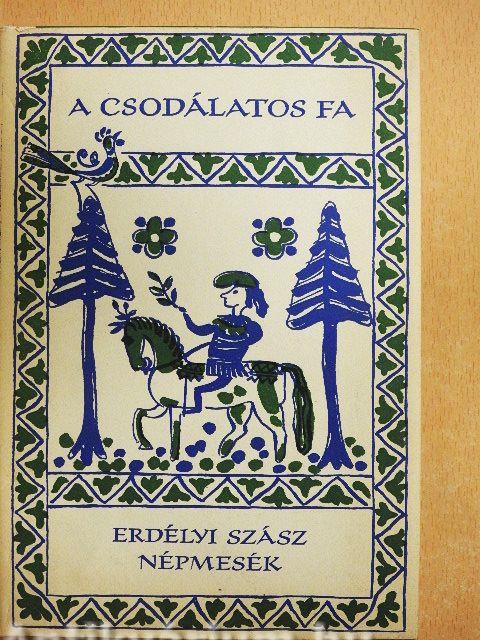 A CSODÁLATOS FA
ERDÉLYI SZÁSZ
NÉPMESÉK